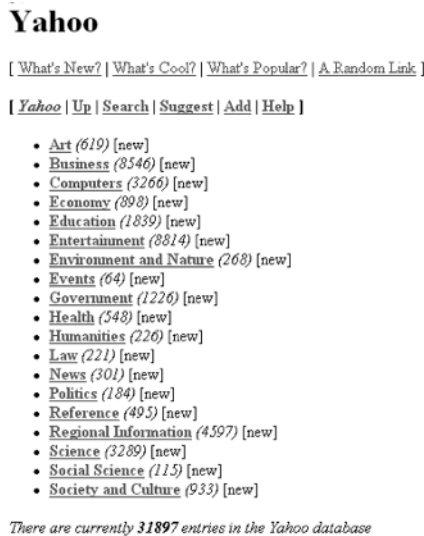 Yahoo
[ What's New? | What's Cool? | What's Popular? | A Random Link ]
[ Yahoo | Up | Search | Suggest | Add | Help ]
• Art (619) [new]
• Business (8546) [new]
• Computers (3266) [new]
• Economy (898) [new]
• Education (1839) [new]
• Entertainment (8814) [new]
• Environment and Nature (268) [new]
• Events (64) [new]
• Government (1226) [new]
• Health (548) [new]
• Humanities (226) [new]
• Law (221) [new]
• News (301) [new]
• Politics (184) [new]
• Reference (495) [new]
• Regional Information (4597) [new]
• Science (3289) [new]
• Social Science (115) [new]
• Society and Culture (933) [new]
There are currently 31897 entries in the Yahoo database